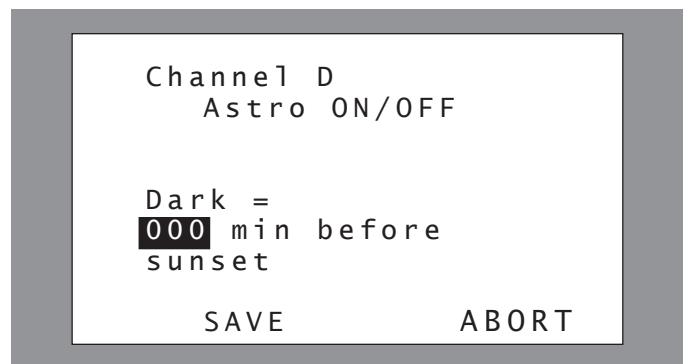 Channel D
Astro ON/OFF
Dark =
000 min before
sunset
SAVE ABORT